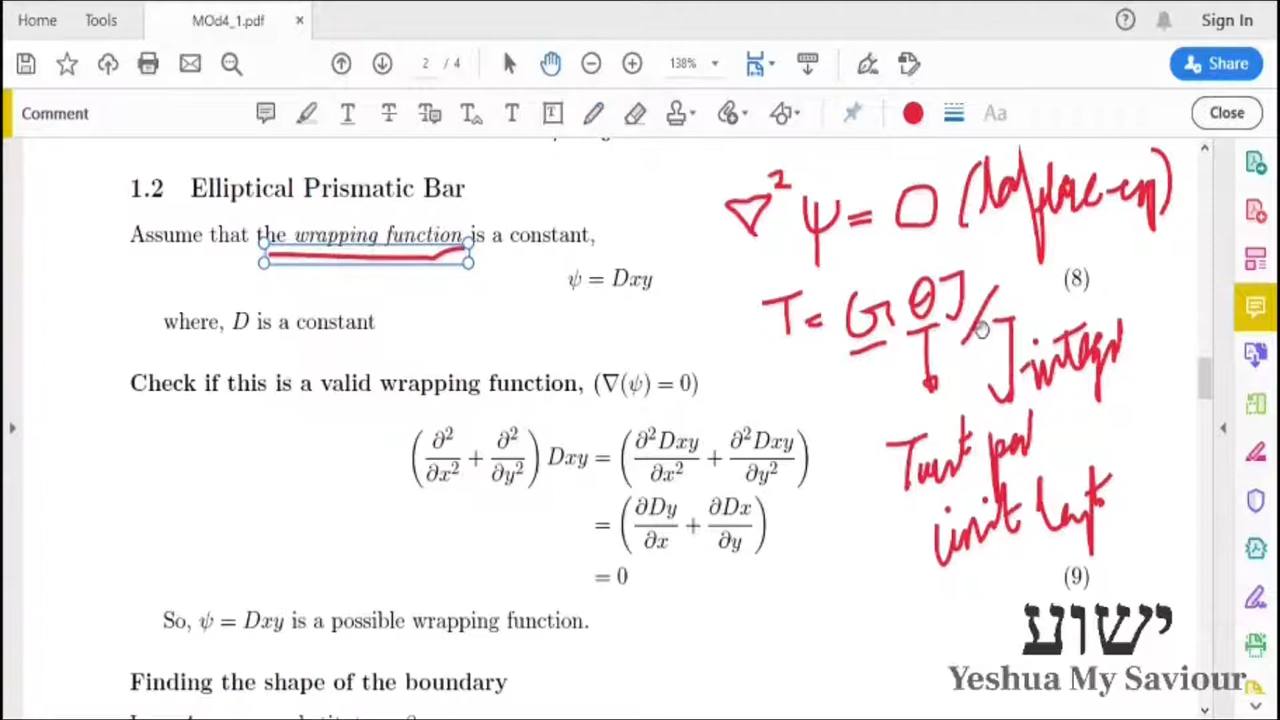 Home Tools MOd4_1.pdf × Sign In
2 / 4 138% Share
Comment Aa Close
1.2 Elliptical Prismatic Bar
∇² ψ = 0 (Laplace-eq)
Assume that the wrapping function is a constant,
ψ = Dxy (8)
T = GθJ
J-integ
where, D is a constant
Check if this is a valid wrapping function, (∇(ψ) = 0)
(∂²/∂x² + ∂²/∂y²) Dxy = (∂²Dxy/∂x² + ∂²Dxy/∂y²)
Twist per
= (∂Dy/∂x + ∂Dx/∂y)
unit
= 0 (9)
So, ψ = Dxy is a possible wrapping function.
ישוע
Yeshua My Saviour
Finding the shape of the boundary